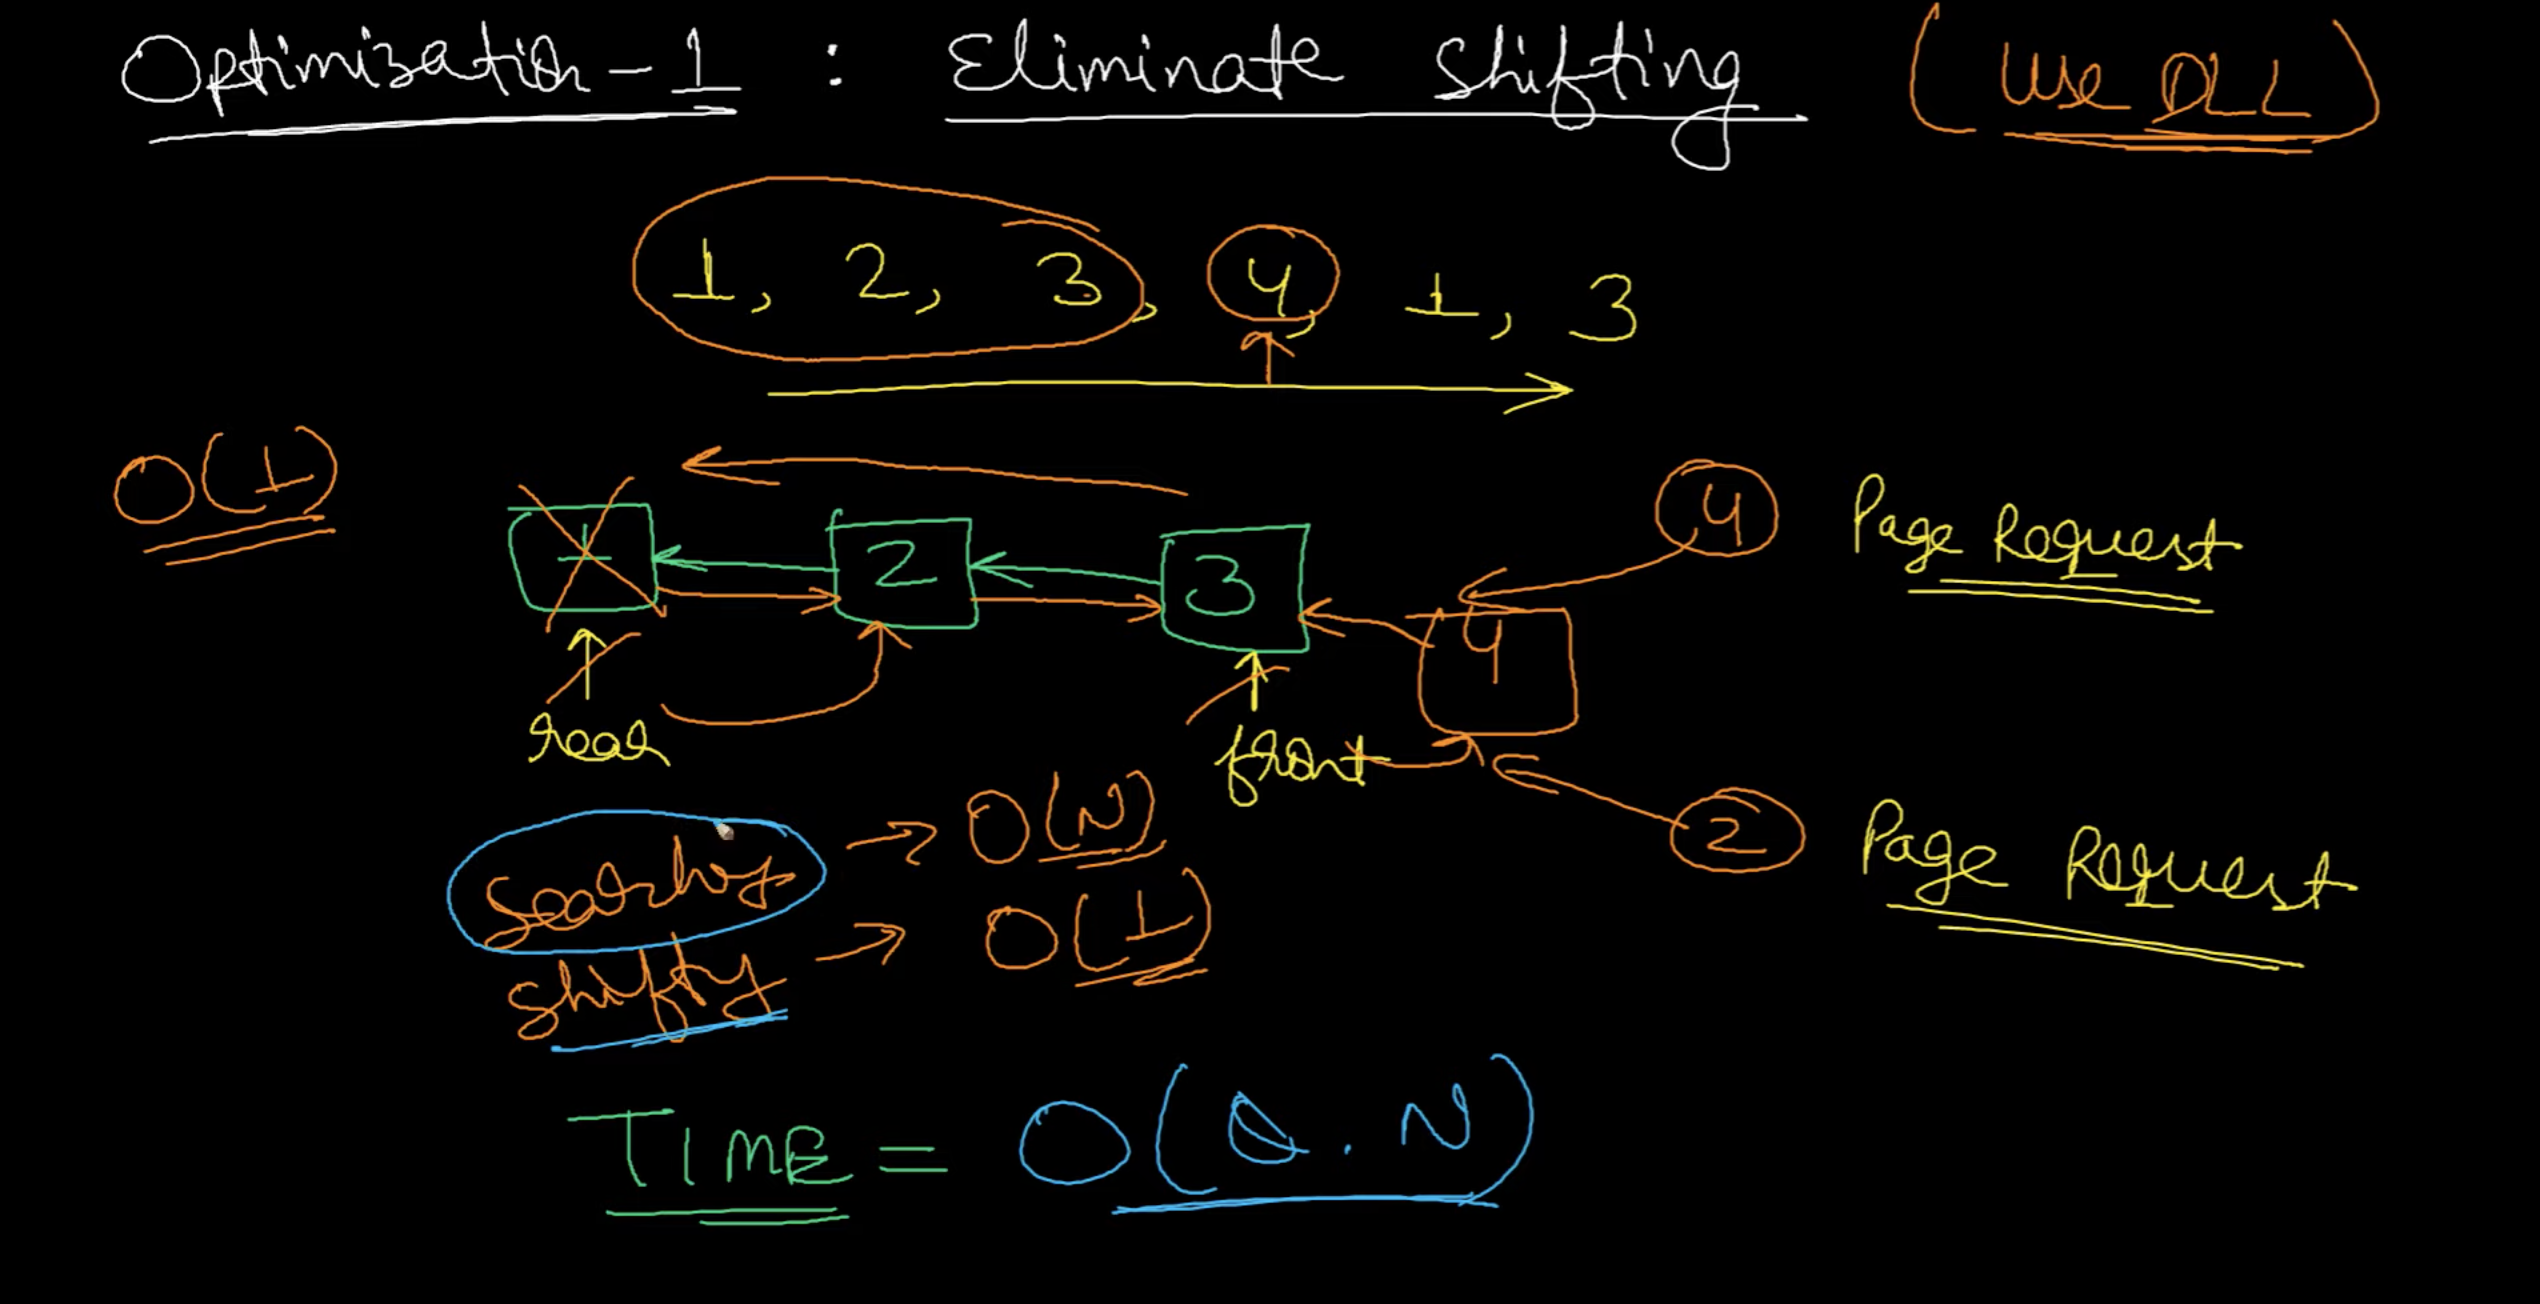 Optimization-1 : Eliminate Shifting (Use DLL)
1, 2, 3, 4, 1, 3
O(1)
1 2 3 4 Page Request
4
rear front
Searching → O(N) 2 Page Request
Shifting → O(1)
TIME = O(Q.N)